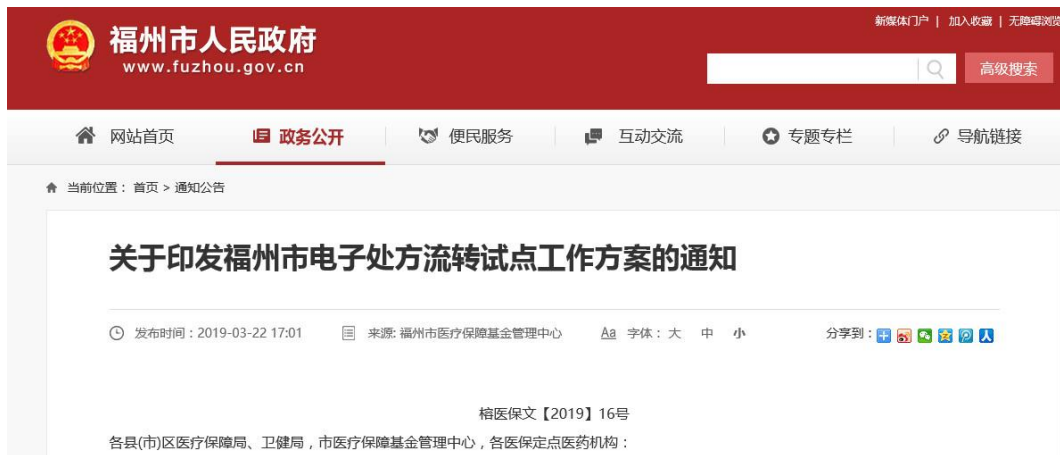 新媒体门户 | 加入收藏 | 无障碍浏览
福州市人民政府
www.fuzhou.gov.cn
高级搜索
网站首页 政务公开 便民服务 互动交流 专题专栏 导航链接
当前位置：首页 > 通知公告
关于印发福州市电子处方流转试点工作方案的通知
发布时间：2019-03-22 17:01 来源: 福州市医疗保障基金管理中心 Aa 字体：大 中 小 分享到：
榕医保文【2019】16号
各县(市)区医疗保障局、卫健局，市医疗保障基金管理中心，各医保定点医药机构：